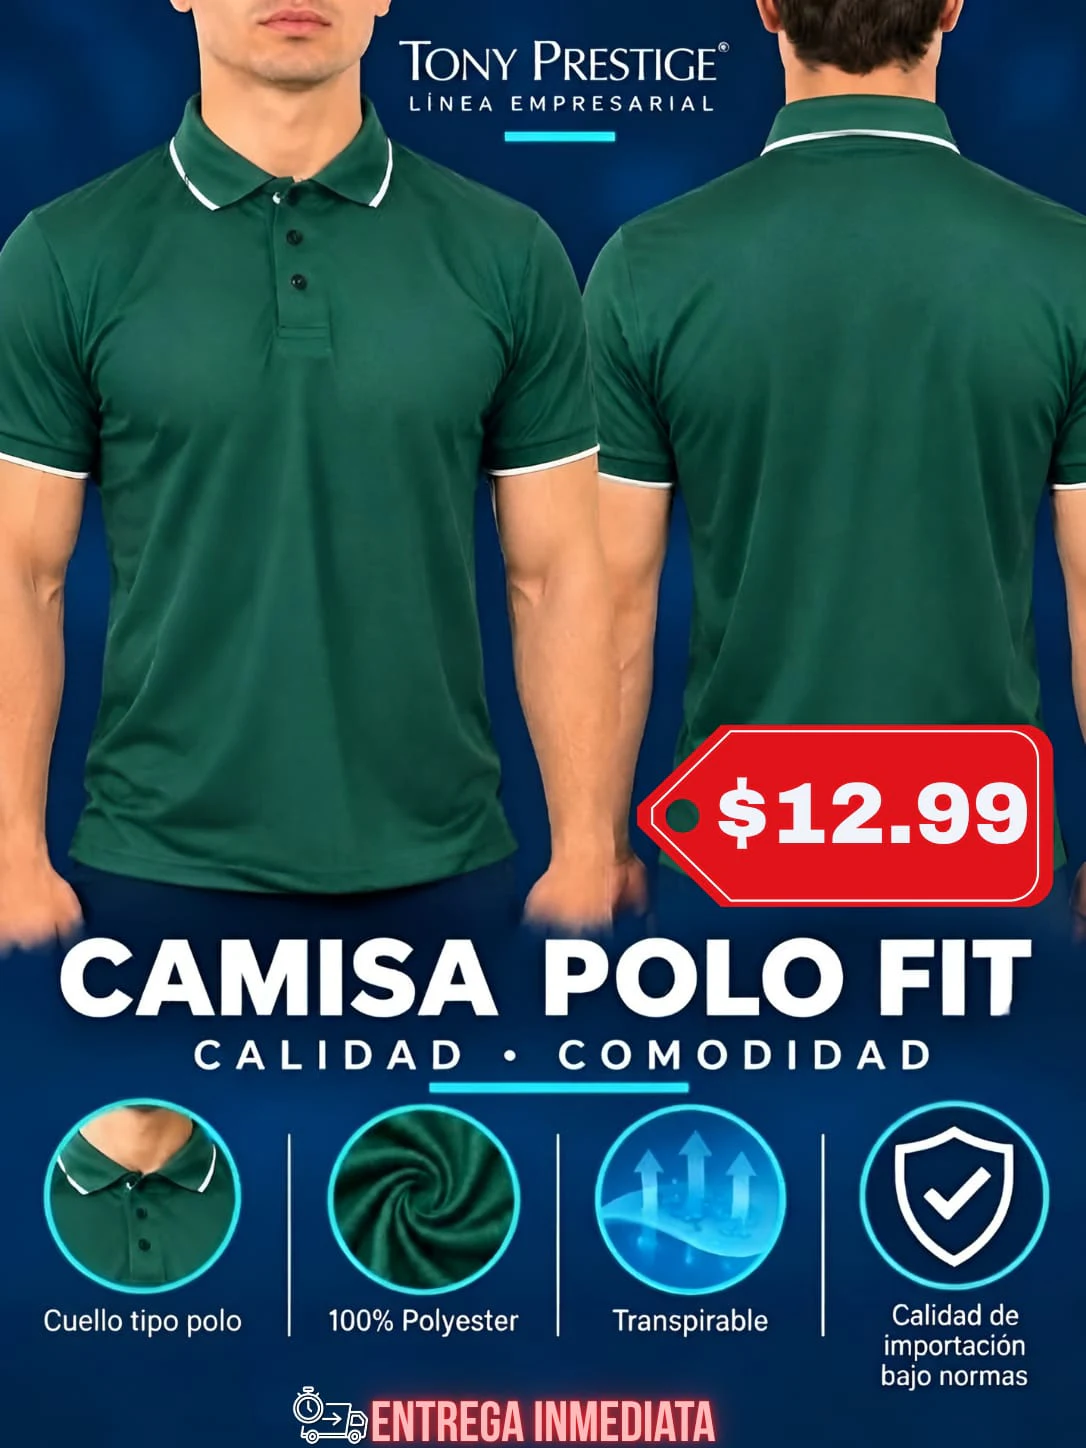 TONY PRESTIGE®
LÍNEA EMPRESARIAL
$12.99
CAMISA POLO FIT
CALIDAD • COMODIDAD
Cuello tipo polo
100% Polyester
Transpirable
Calidad de
importación
bajo normas
ENTREGA INMEDIATA